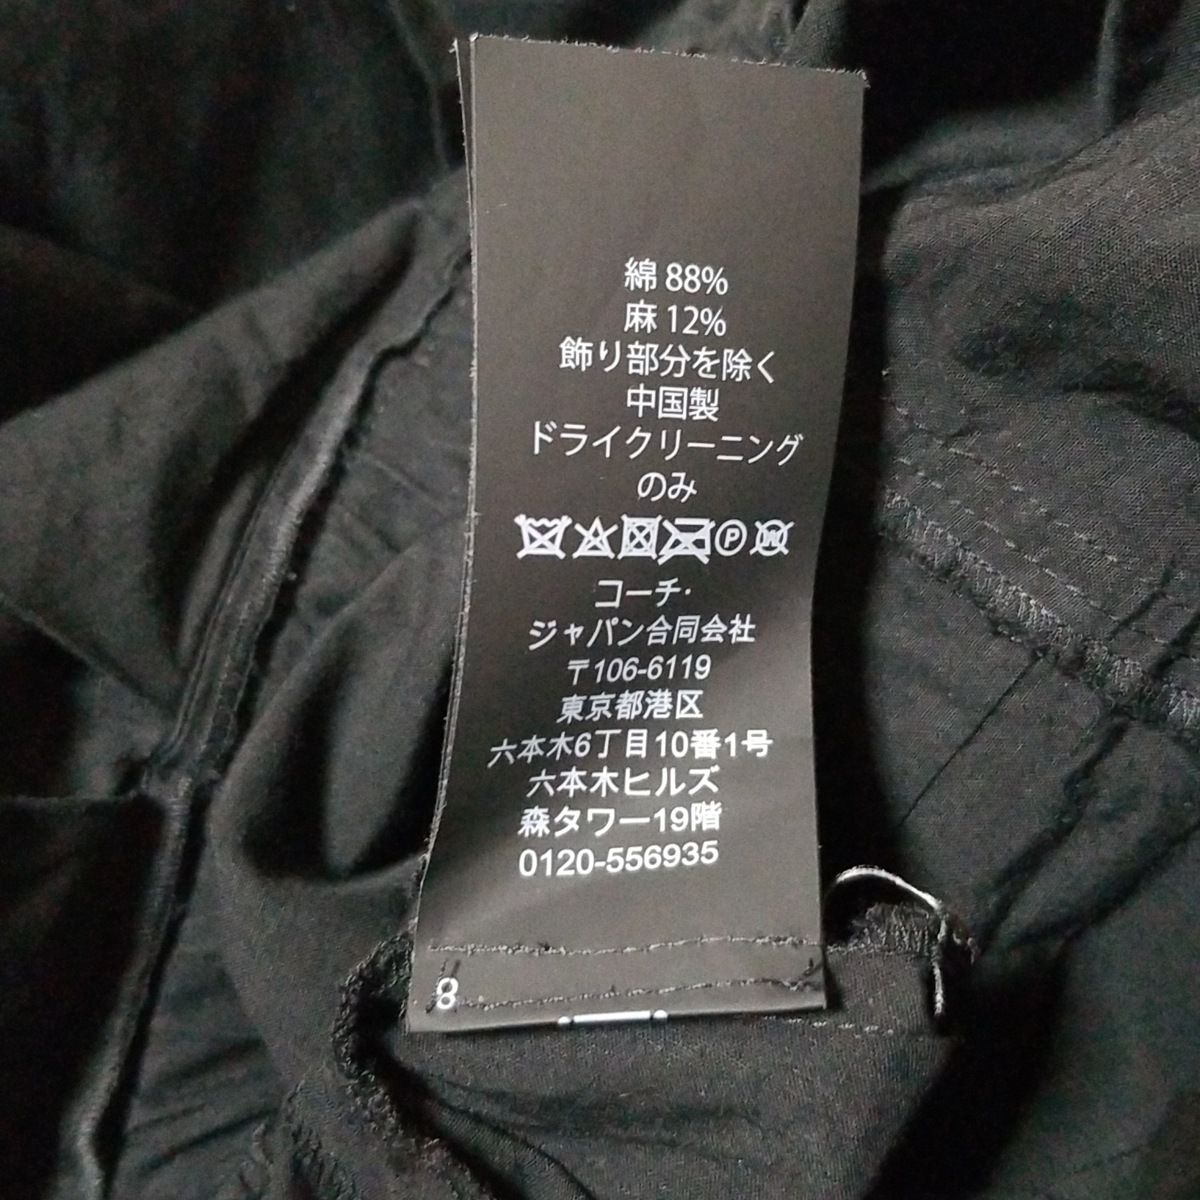 綿 88%
麻 12%
飾り部分を除く
中国製
ドライクリーニング
のみ
P W
コーチ·
ジャパン合同会社
〒106-6119
東京都港区
六本木6丁目10番1号
六本木ヒルズ
森タワー19階
0120-556935
8